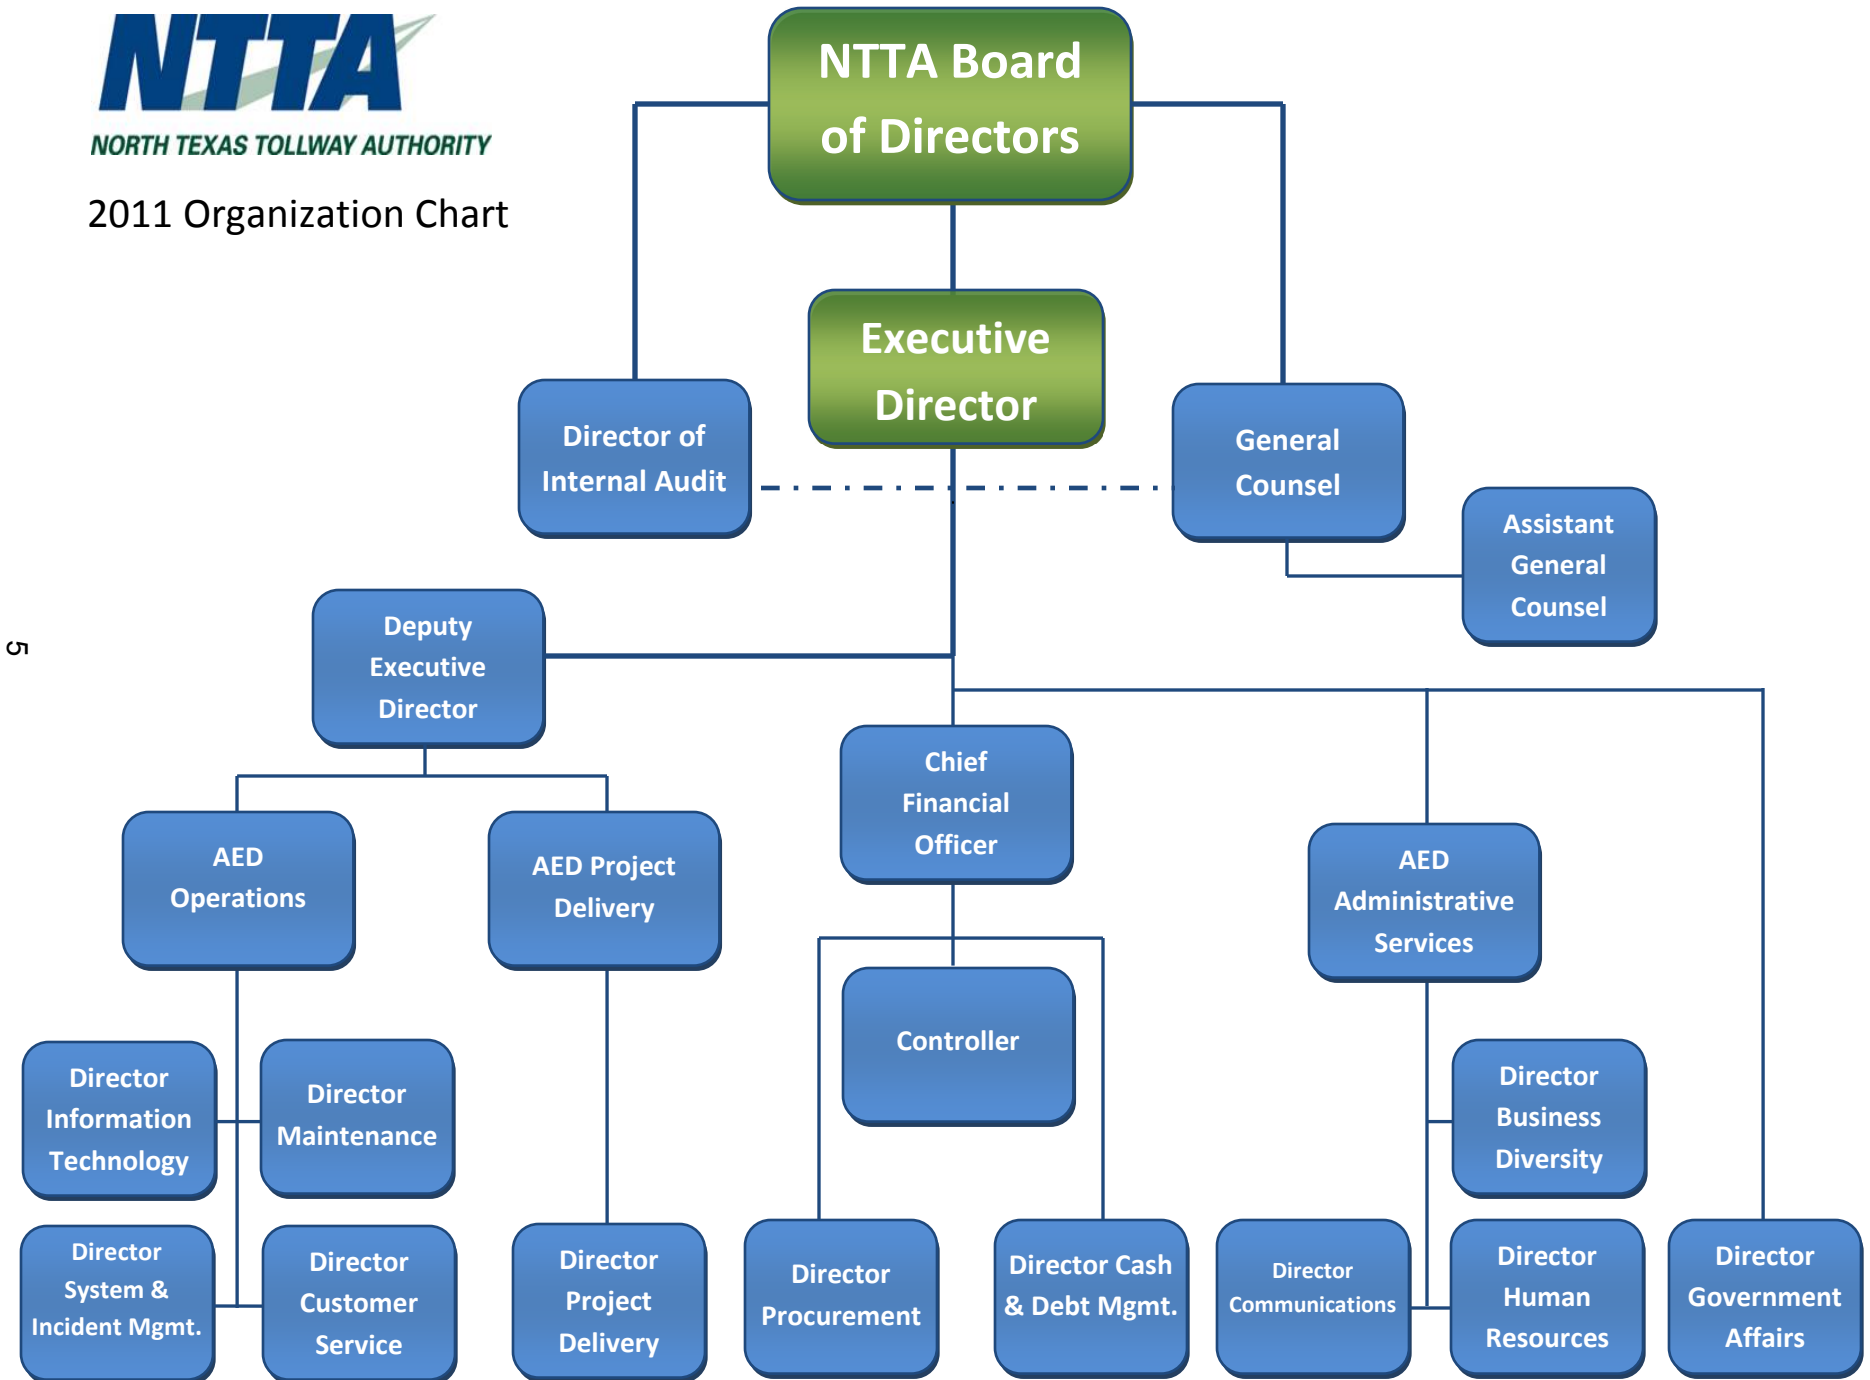 NTTA
NORTH TEXAS TOLLWAY AUTHORITY
2011 Organization Chart
NTTA Board
of Directors
Executive
Director
Director of
Internal Audit
General
Counsel
Assistant
General
Counsel
Deputy
Executive
Director
Chief
Financial
Officer
AED
Operations
AED Project
Delivery
AED
Administrative
Services
Controller
Director
Information
Technology
Director
Maintenance
Director
Business
Diversity
Director
System &
Incident Mgmt.
Director
Customer
Service
Director
Project
Delivery
Director
Procurement
Director Cash
& Debt Mgmt.
Director
Communications
Director
Human
Resources
Director
Government
Affairs
5